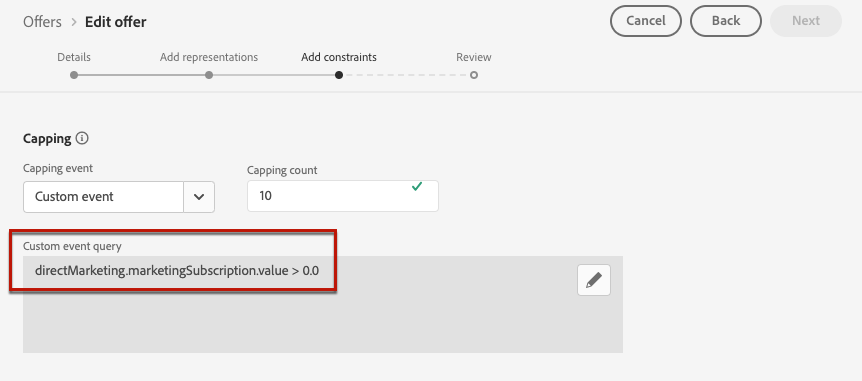 Offers > Edit offer
Cancel
Back
Next
Details
Add representations
Add constraints
Review
Capping
Capping event
Capping count
Custom event
10
Custom event query
directMarketing.marketingSubscription.value > 0.0